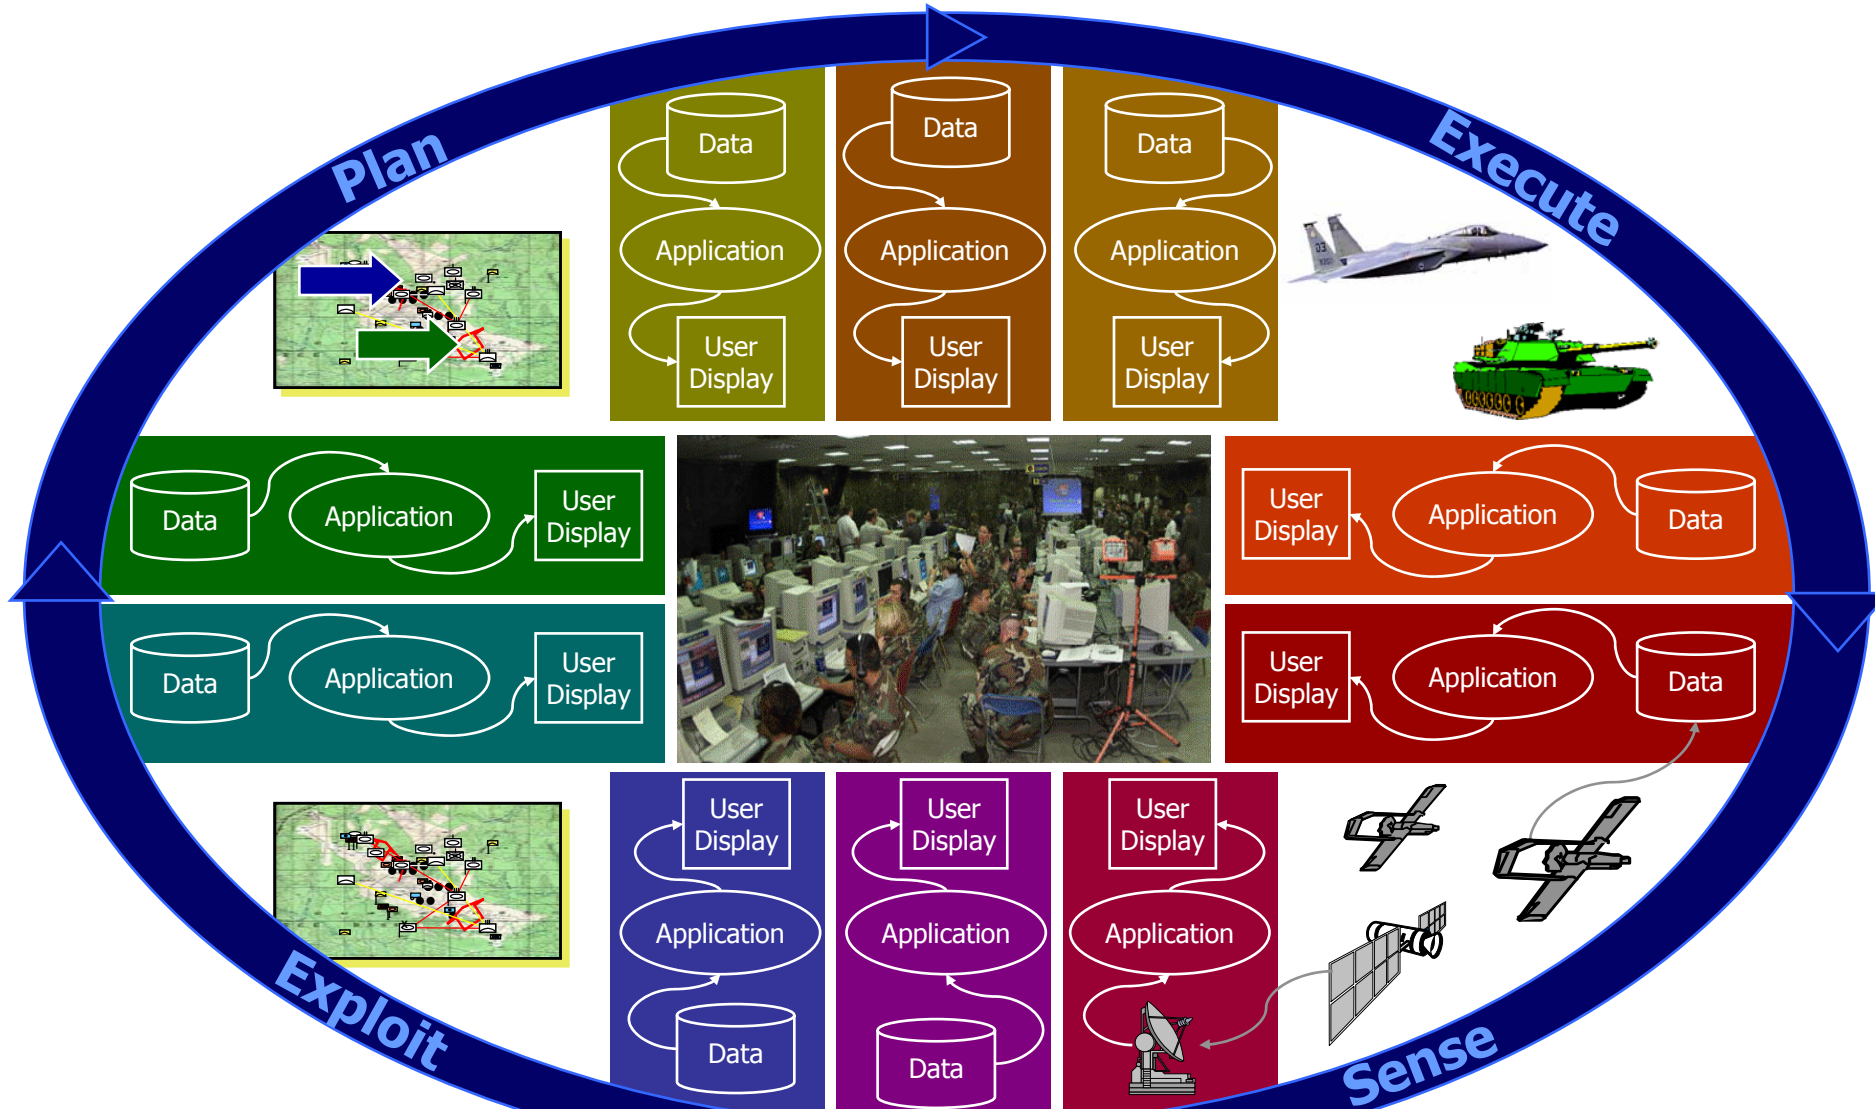 Plan
Execute
Data
Application
User
Display
Data
Application
User
Display
Data
Application
User
Display
Data
Application
User
Display
User
Display
Application
Data
Data
Application
User
Display
User
Display
Application
Data
User
Display
Application
Data
User
Display
Application
Data
User
Display
Application
Exploit
Sense